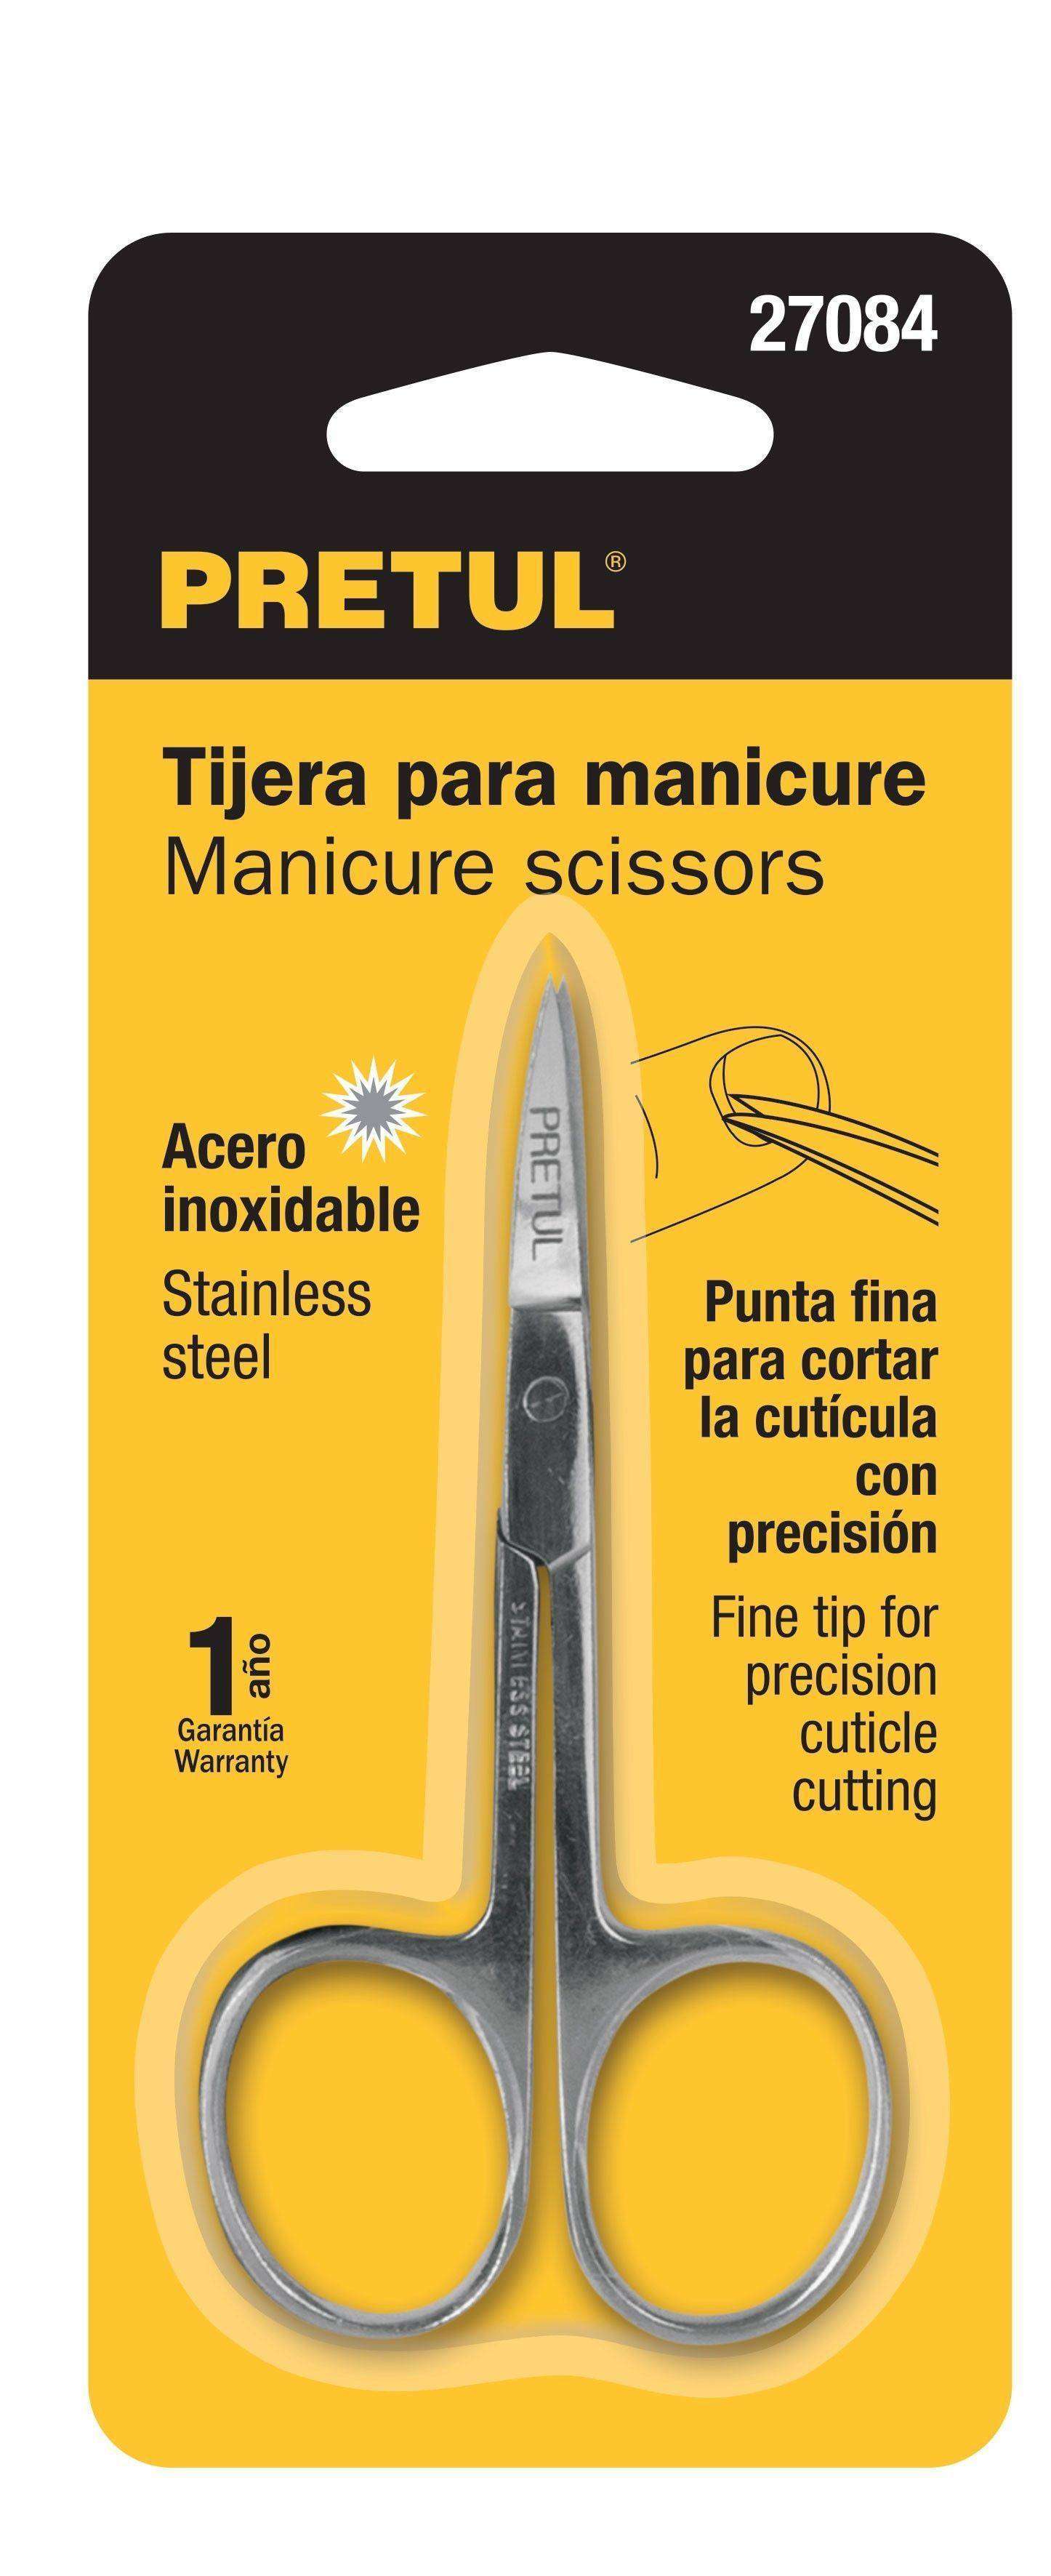 27084
PRETUL®
Tijera para manicure
Manicure scissors
PRETUL
Acero
inoxidable
Stainless
steel
Punta fina
para cortar
la cutícula
con
precisión
Fine tip for
precision
cuticle
cutting
STAINLESS STEEL
1 año
Garantía
Warranty